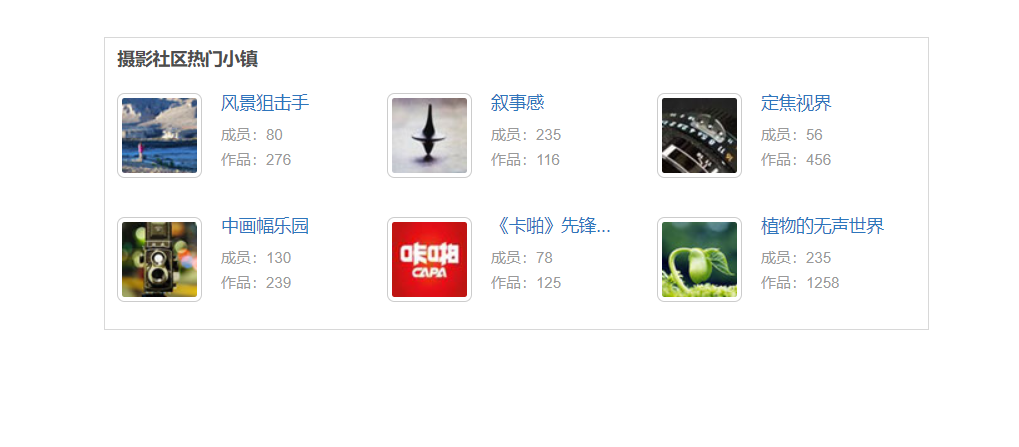 摄影社区热门小镇
风景狙击手
成员：80
作品：276
叙事感
成员：235
作品：116
定焦视界
成员：56
作品：456
中画幅乐园
成员：130
作品：239
咔啪
CAPA
《卡啪》先锋...
成员：78
作品：125
植物的无声世界
成员：235
作品：1258